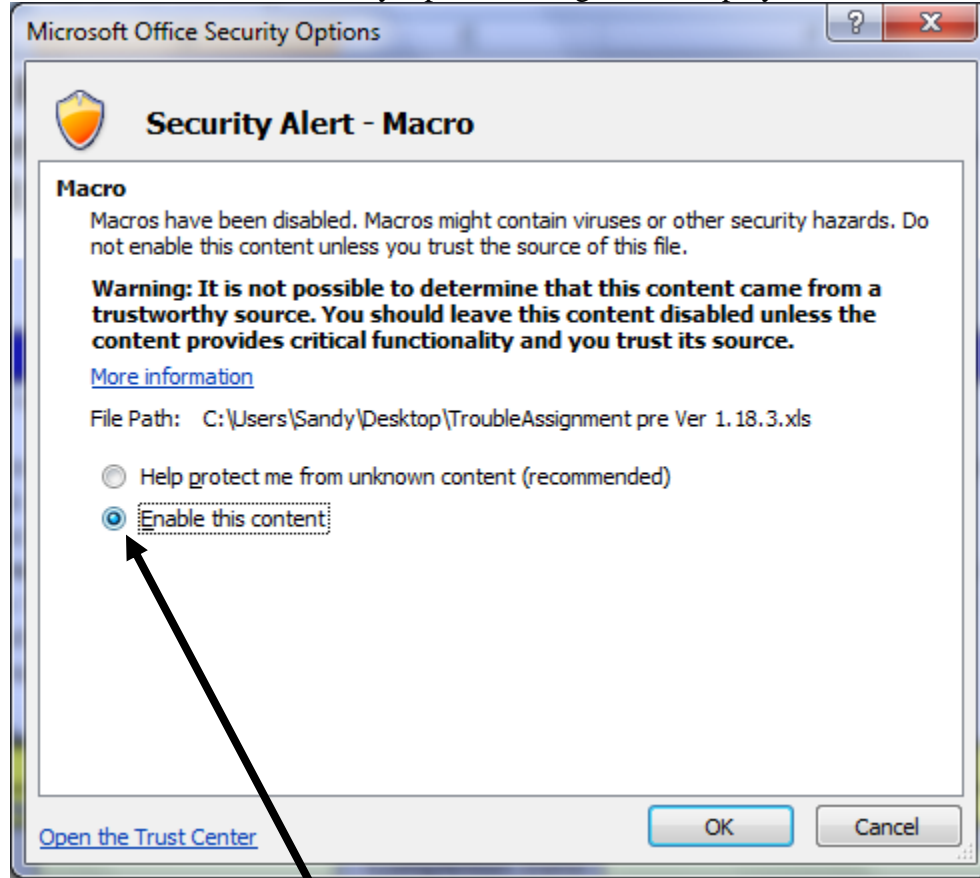 Microsoft Office Security Options
Security Alert - Macro
Macro
Macros have been disabled. Macros might contain viruses or other security hazards. Do
not enable this content unless you trust the source of this file.
Warning: It is not possible to determine that this content came from a
trustworthy source. You should leave this content disabled unless the
content provides critical functionality and you trust its source.
More information
File Path: C:\Users\Sandy\Desktop\TroubleAssignment pre Ver 1.18.3.xls
Help protect me from unknown content (recommended)
Enable this content
Open the Trust Center
OK
Cancel